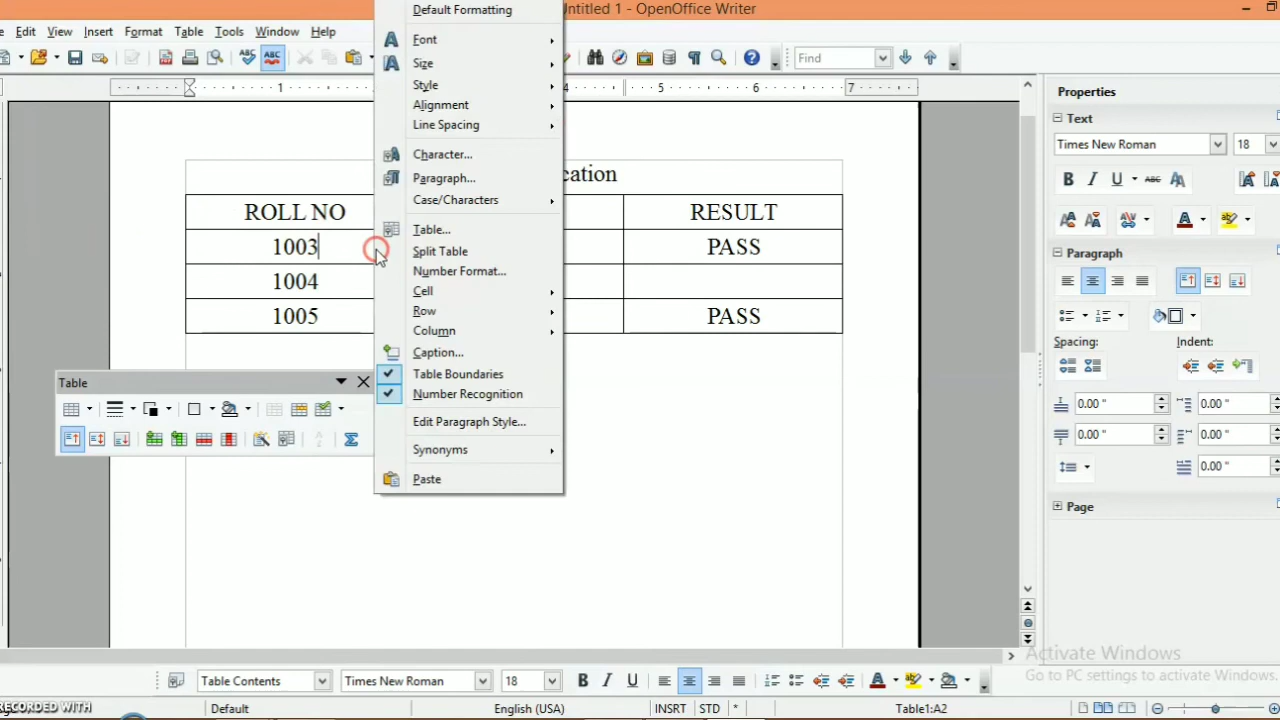 Untitled 1 - OpenOffice Writer
Edit View Insert Format Table Tools Window Help
Find
1 4 5 6 7
Default Formatting
Font
Size
Style
Alignment
Line Spacing
Character...
Paragraph...
Case/Characters
Table...
Split Table
Number Format...
Cell
Row
Column
Caption...
Table Boundaries
Number Recognition
Edit Paragraph Style...
Synonyms
Paste
ROLL NO RESULT
1003 PASS
1004
1005 PASS
Table
Properties
Text
Times New Roman 18
Paragraph
Spacing: Indent:
0.00 " 0.00 "
0.00 " 0.00 "
0.00 "
Page
Activate Windows
Go to PC settings to activate Windows.
Table Contents Times New Roman 18
RECORDED WITH
Default English (USA) INSRT STD * Table1:A2